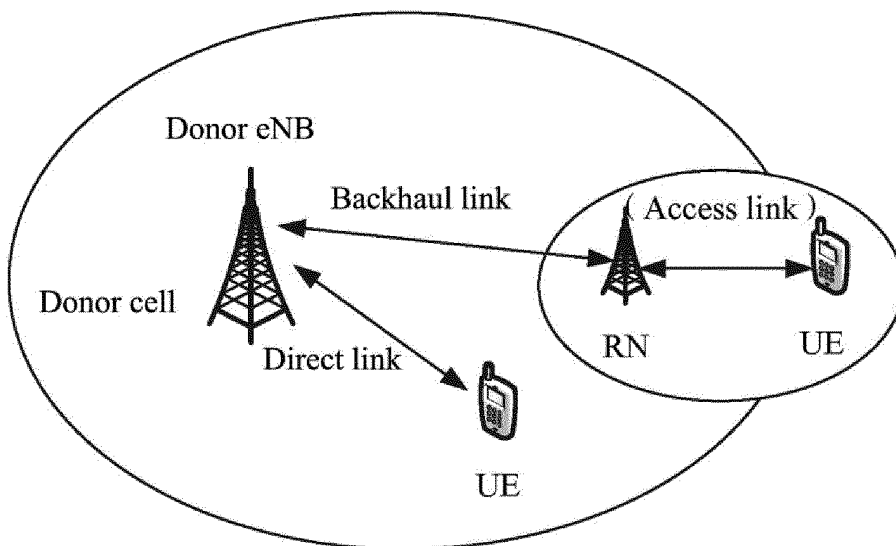 Donor eNB
Backhaul link
( Access link )
Donor cell
RN
UE
Direct link
UE